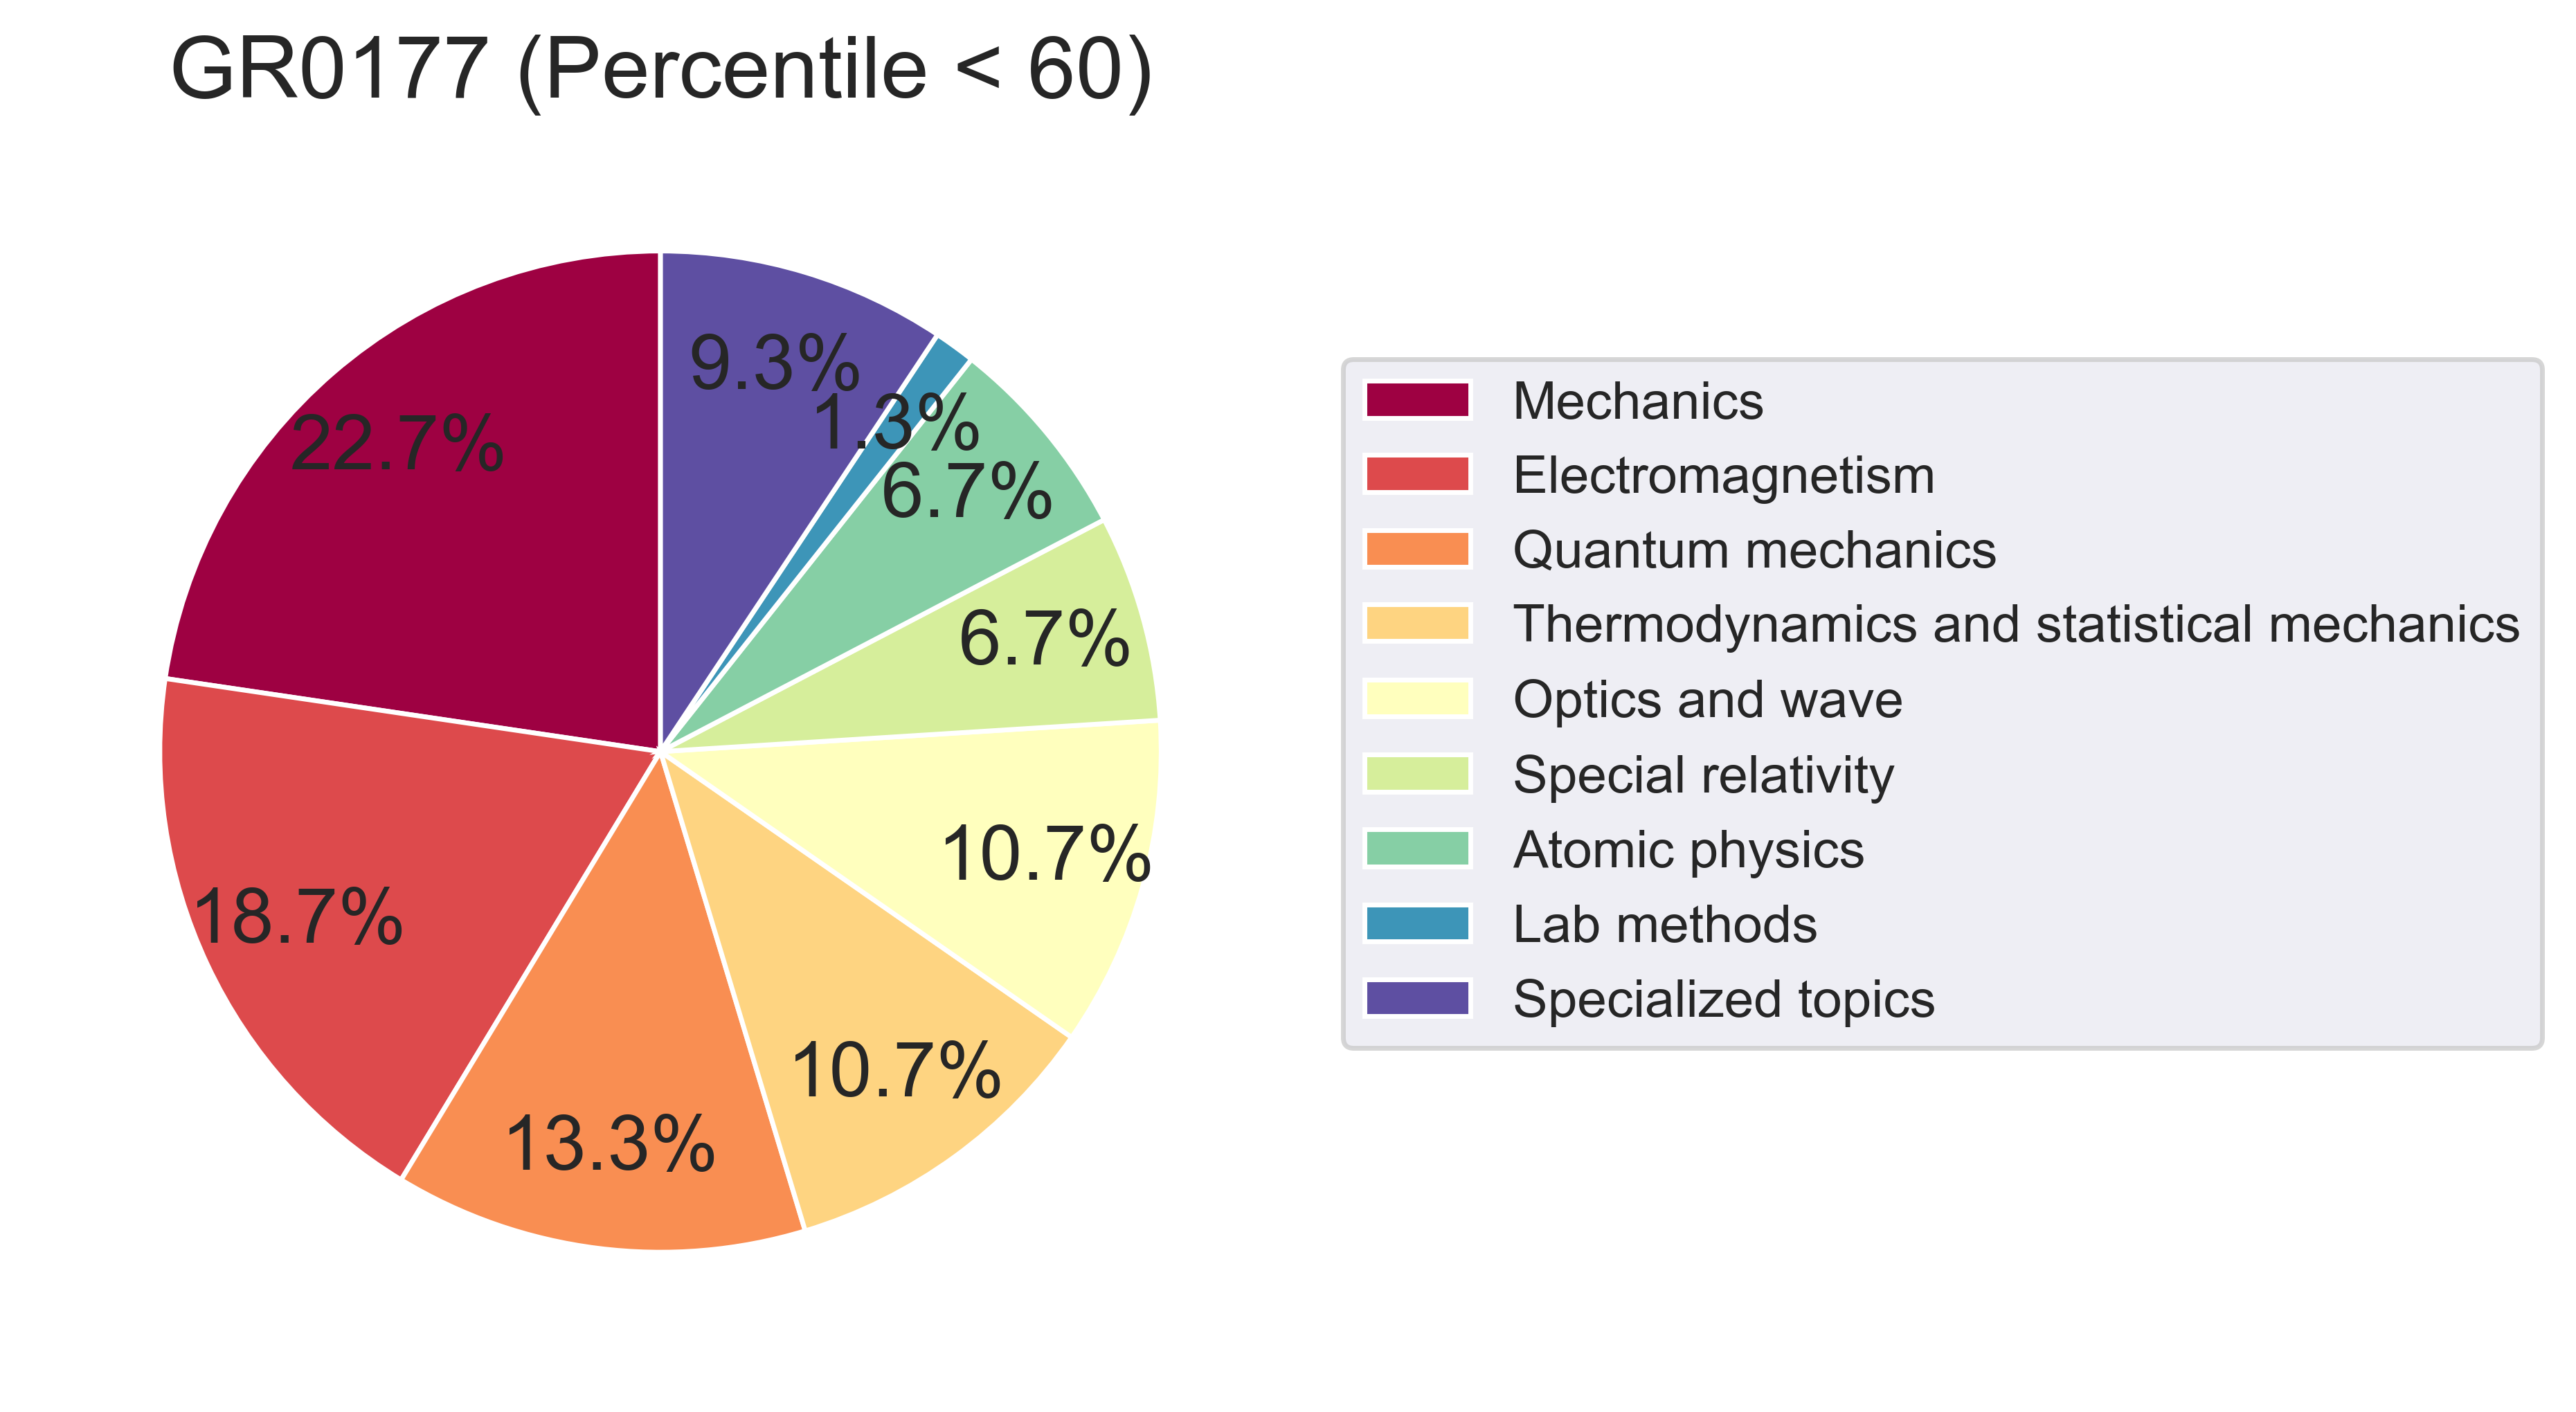 GR0177 (Percentile < 60)
9.3%
1.3%
22.7%
6.7%
6.7%
10.7%
18.7%
10.7%
13.3%
Mechanics
Electromagnetism
Quantum mechanics
Thermodynamics and statistical mechanics
Optics and wave
Special relativity
Atomic physics
Lab methods
Specialized topics